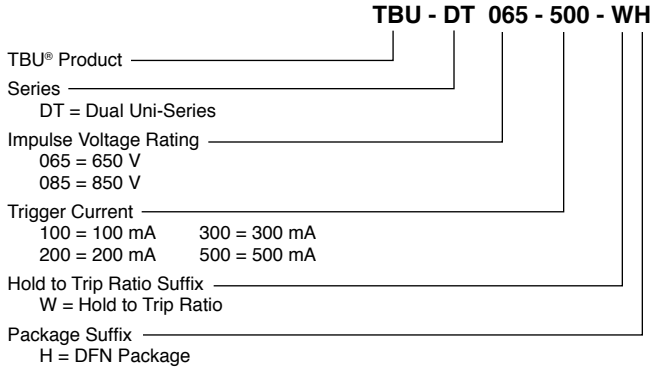 TBU - DT 065 - 500 - WH
TBU® Product
Series
DT = Dual Uni-Series
Impulse Voltage Rating
065 = 650 V
085 = 850 V
Trigger Current
100 = 100 mA 300 = 300 mA
200 = 200 mA 500 = 500 mA
Hold to Trip Ratio Suffix
W = Hold to Trip Ratio
Package Suffix
H = DFN Package